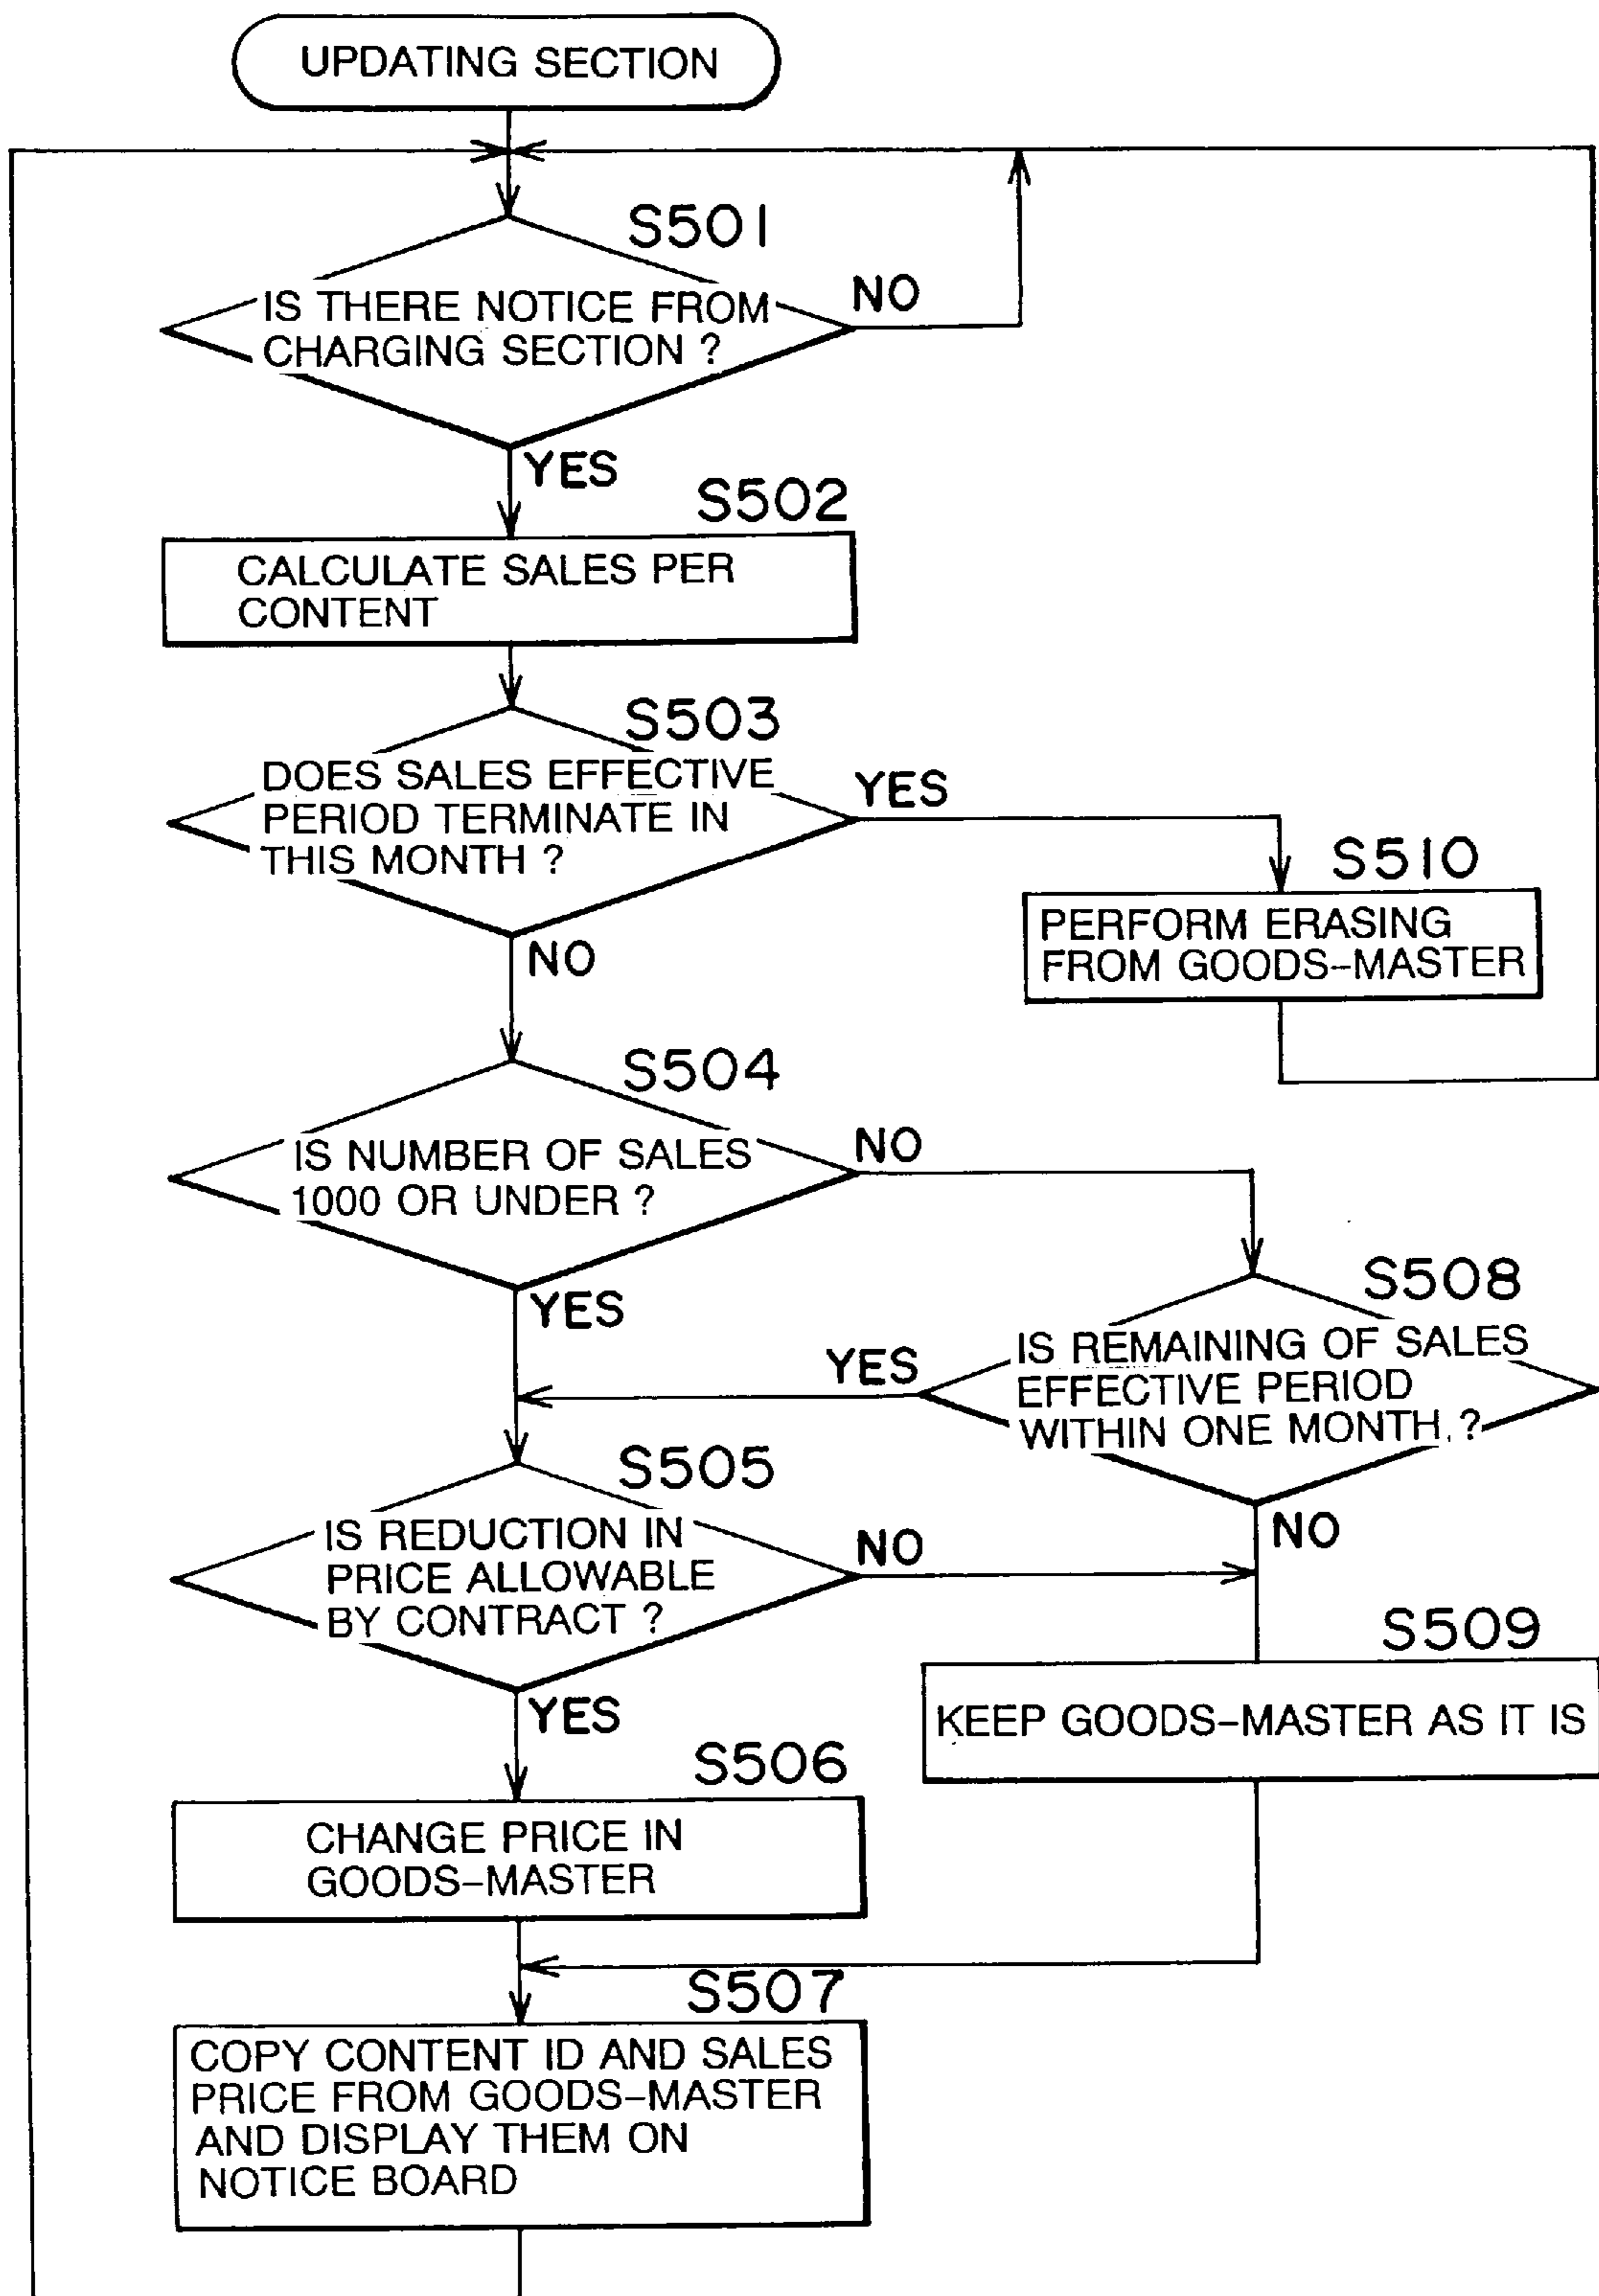 UPDATING SECTION
S501
IS THERE NOTICE FROM
CHARGING SECTION ?
NO
YES
S502
CALCULATE SALES PER
CONTENT
S503
DOES SALES EFFECTIVE
PERIOD TERMINATE IN
THIS MONTH ?
YES
NO
S510
PERFORM ERASING
FROM GOODS-MASTER
S504
IS NUMBER OF SALES
1000 OR UNDER ?
NO
YES
S508
IS REMAINING OF SALES
EFFECTIVE PERIOD
WITHIN ONE MONTH ?
YES
NO
S505
IS REDUCTION IN
PRICE ALLOWABLE
BY CONTRACT ?
NO
YES
S509
KEEP GOODS-MASTER AS IT IS
S506
CHANGE PRICE IN
GOODS-MASTER
S507
COPY CONTENT ID AND SALES
PRICE FROM GOODS-MASTER
AND DISPLAY THEM ON
NOTICE BOARD